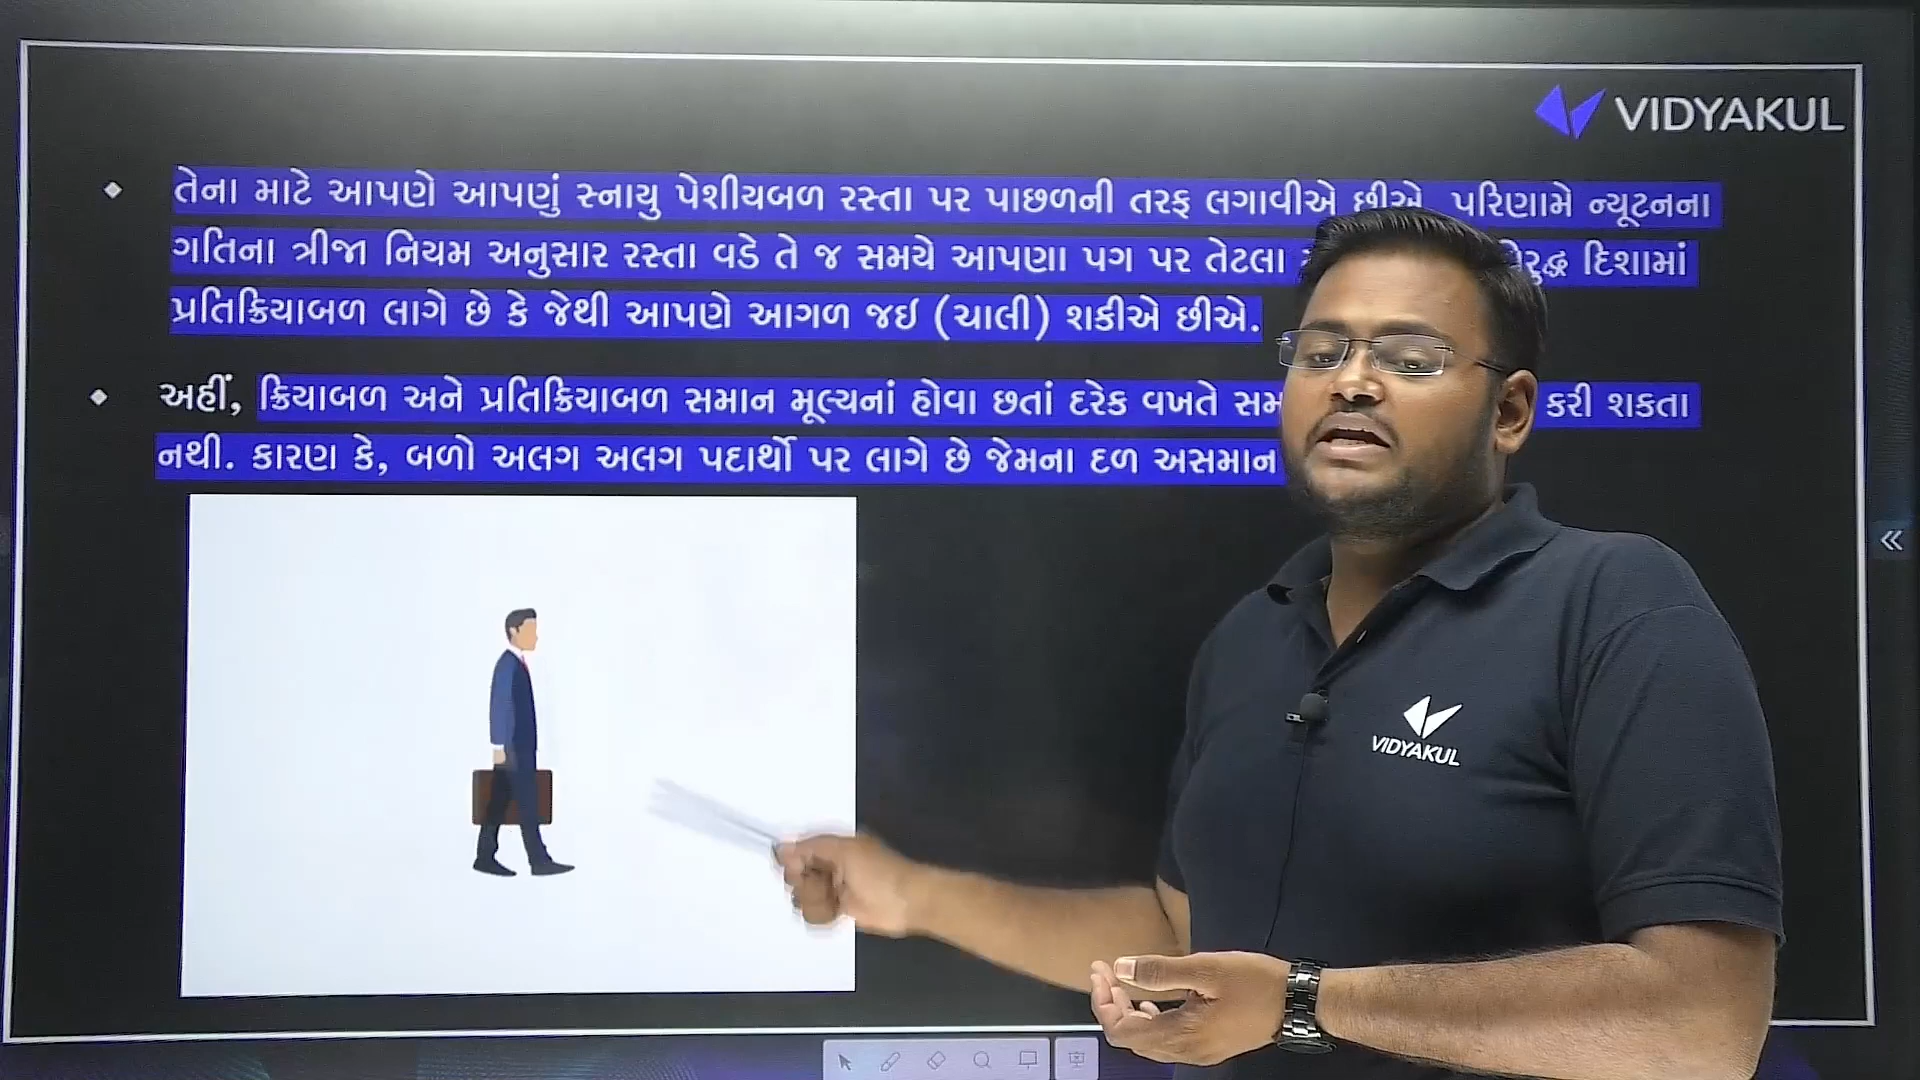 VIDYAKUL
તેના માટે આપણે આપણું સ્નાયુ પેશીયબળ રસ્તા પર પાછળની તરફ લગાવીએ છીએ. પરિણામે ન્યૂટનના
ગતિના ત્રીજા નિયમ અનુસાર રસ્તા વડે તે જ સમયે આપણા પગ પર તેટલા દિશામાં
પ્રતિક્રિયાબળ લાગે છે કે જેથી આપણે આગળ જઇ (ચાલી) શકીએ છીએ.
અહીં, ક્રિયાબળ અને પ્રતિક્રિયાબળ સમાન મૂલ્યનાં હોવા છતાં દરેક વખતે કરી શકતા
નથી. કારણ કે, બળો અલગ અલગ પદાર્થો પર લાગે છે જેમના દળ અસમાન
VIDYAKUL